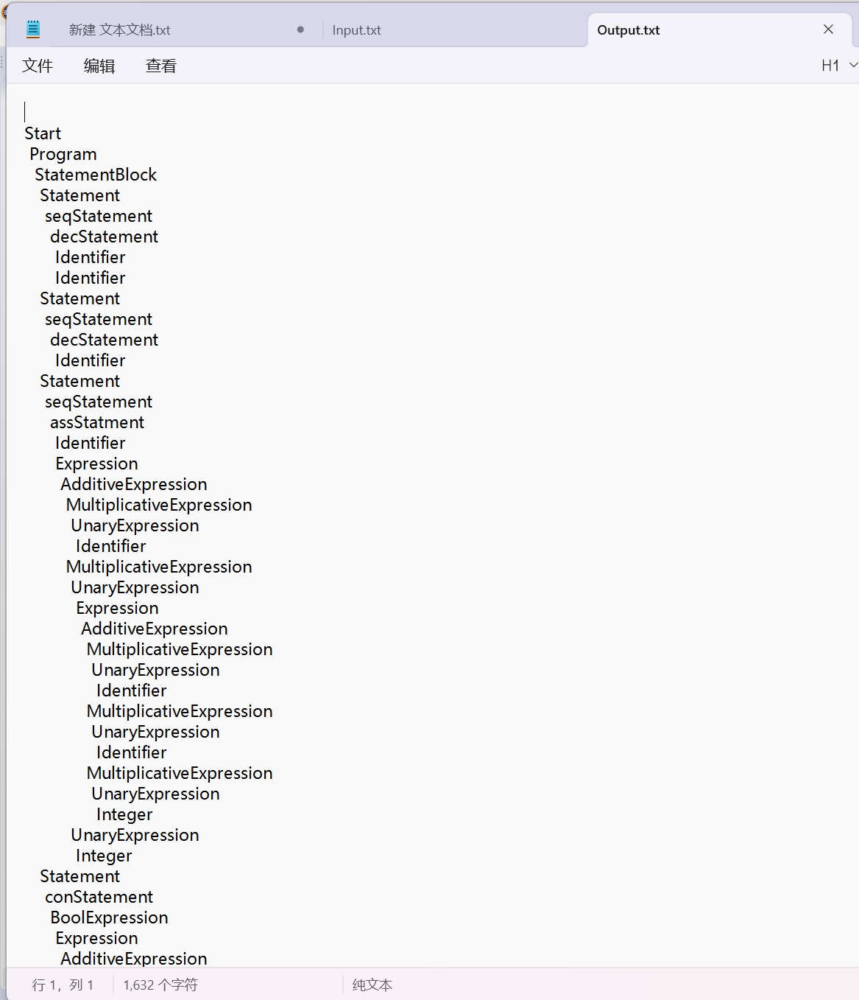 新建 文本文档.txt Input.txt Output.txt
文件 编辑 查看 H1
Start
Program
StatementBlock
Statement
seqStatement
decStatement
Identifier
Identifier
Statement
seqStatement
decStatement
Identifier
Statement
seqStatement
assStatment
Identifier
Expression
AdditiveExpression
MultiplicativeExpression
UnaryExpression
Identifier
MultiplicativeExpression
UnaryExpression
Expression
AdditiveExpression
MultiplicativeExpression
UnaryExpression
Identifier
MultiplicativeExpression
UnaryExpression
Identifier
MultiplicativeExpression
UnaryExpression
Integer
UnaryExpression
Integer
Statement
conStatement
BoolExpression
Expression
AdditiveExpression
行 1, 列 1 1,632 个字符 纯文本